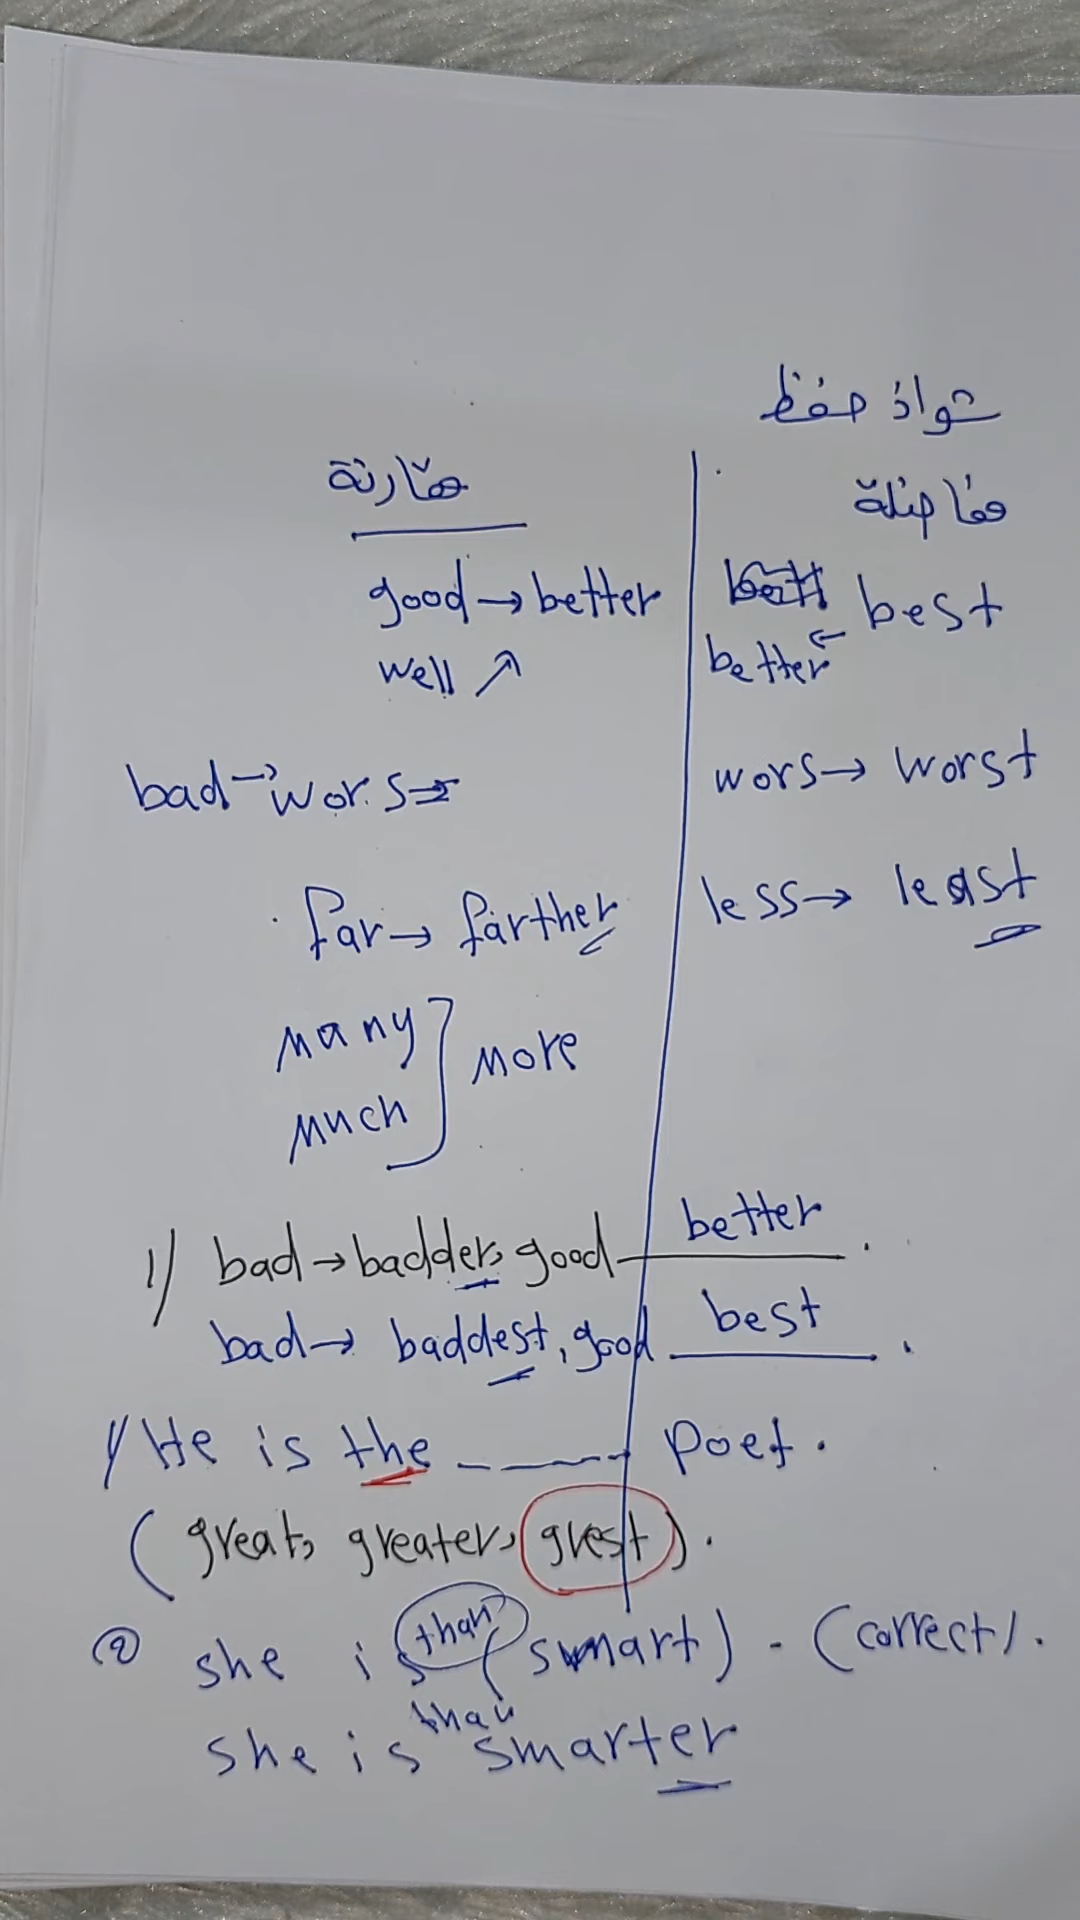 شواذ حفظ
مقارنة
مفاضلة
good → better
well ↗
best
better ←
bad → wors
wors → worst
far → farther
less → least
many
much
more
1/ bad → badder, good better .
bad → baddest, good best .
1/ He is the ------ Poet .
(great, greater, grest) .
② she is than (smart) - (correct) .
she is than smarter